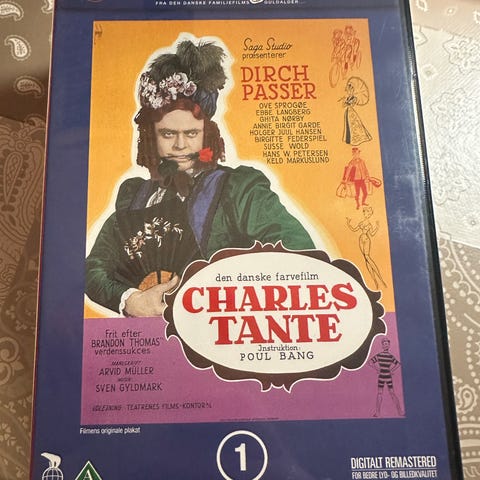 FRA DEN DANSKE FAMILIEFILMS GULDALDER...
Saga Studio
præsenterer
DIRCH
PASSER
OVE SPROGØE
EBBE LANGBERG
GHITA NØRBY
ANNIE BIRGIT GARDE
HOLGER JUUL HANSEN
BIRGITTE FEDERSPIEL
SUSSE WOLD
HANS W. PETERSEN
KELD MARKUSLUND
den danske farvefilm
CHARLES
TANTE
Instruktion:
POUL BANG
Frit efter
BRANDON THOMAS'
verdenssukces
MANUSKRIPT:
ARVID MÜLLER
MUSIK:
SVEN GYLDMARK
UDLEJNING: TEATRENES FILMS-KONTOR A/S
Filmens originale plakat
1
A
DIGITALT REMASTERED
FOR BEDRE LYD- OG BILLEDKVALITET